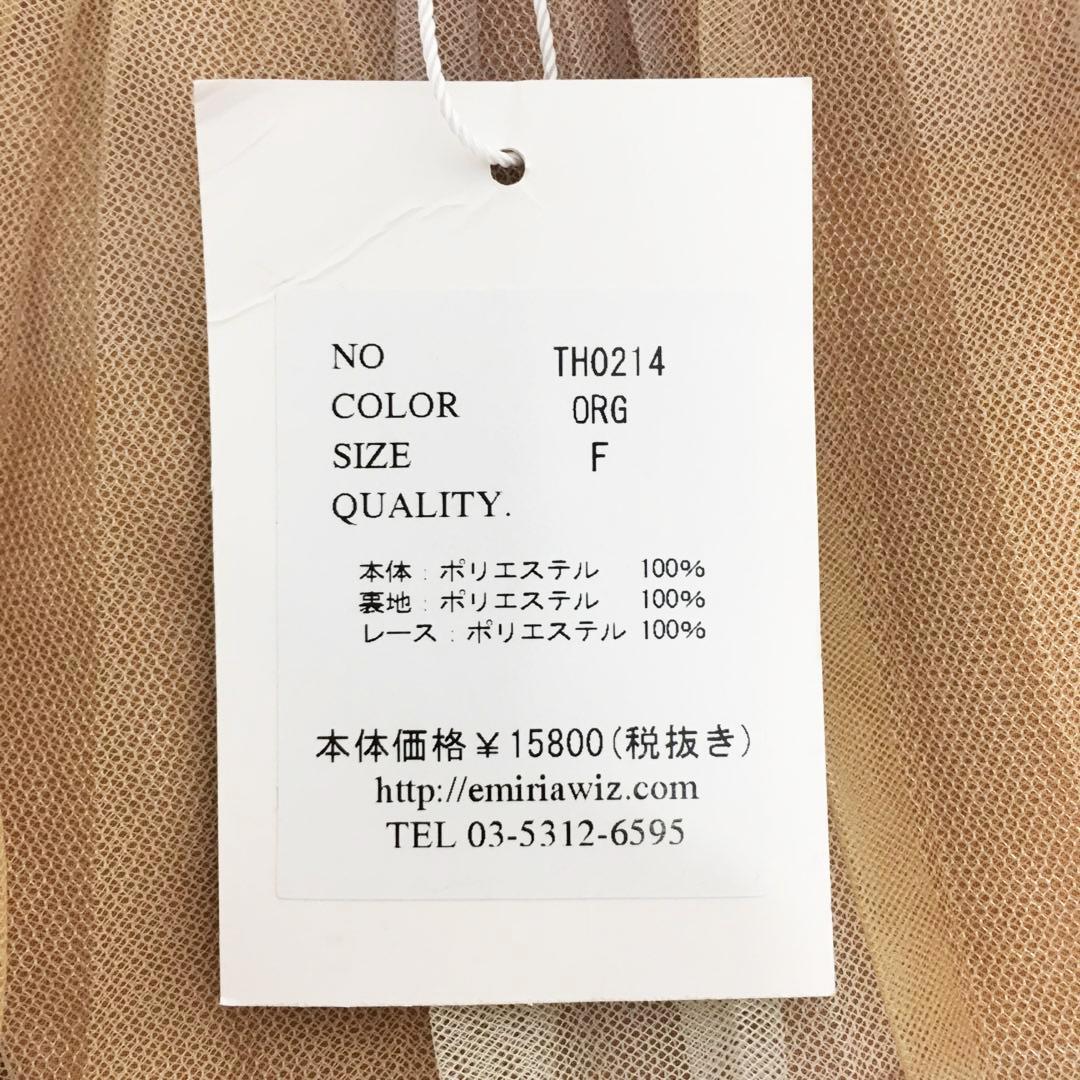 NO TH0214
COLOR ORG
SIZE F
QUALITY.
本体:ポリエステル 100%
裏地:ポリエステル 100%
レース:ポリエステル 100%
本体価格¥15800(税抜き)
http://emiriawiz.com
TEL 03-5312-6595